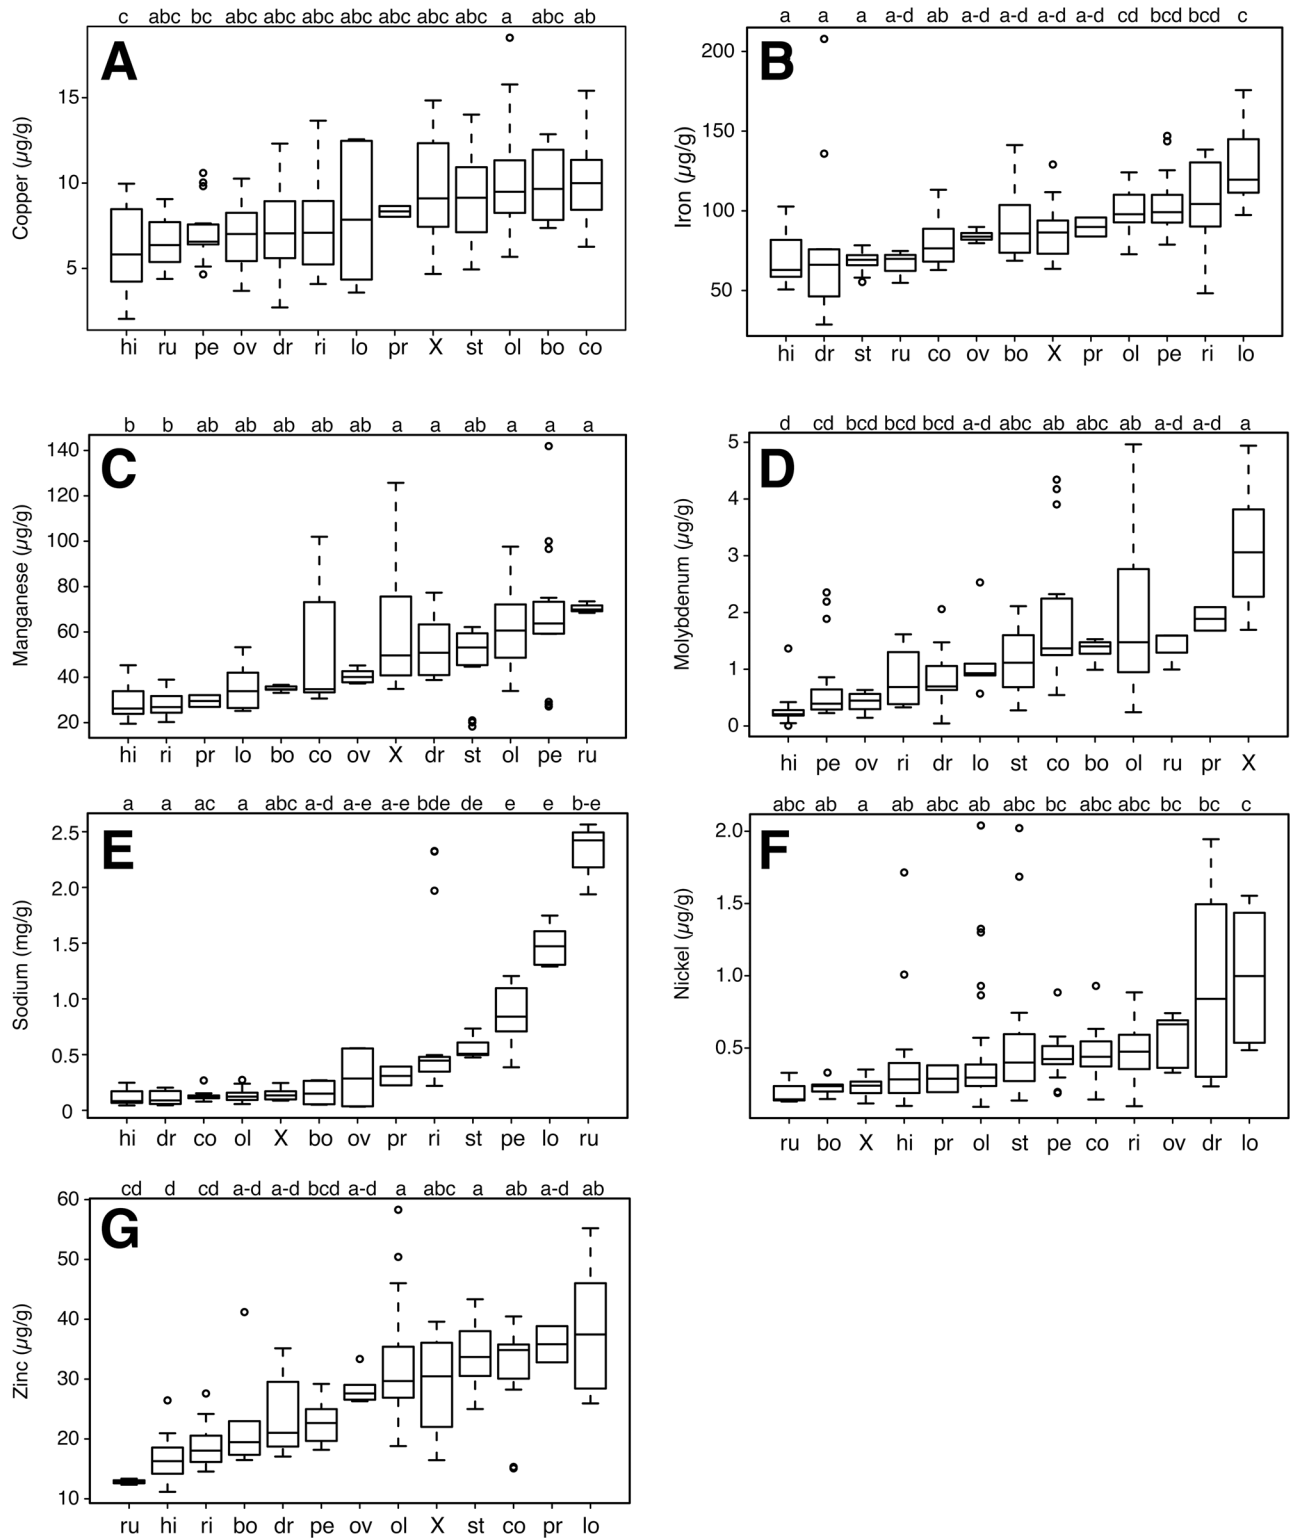 c abc bc abc abc abc abc abc abc abc a abc ab
A
Copper (µg/g)
15
10
5
hi ru pe ov dr ri lo pr X st ol bo co
a a a a-d ab a-d a-d a-d a-d cd bcd bcd c
B
Iron (µg/g)
200
150
100
50
hi dr st ru co ov bo X pr ol pe ri lo
b b ab ab ab ab ab a a ab a a a
C
Manganese (µg/g)
140
120
100
80
60
40
20
hi ri pr lo bo co ov X dr st ol pe ru
d cd bcd bcd bcd a-d abc ab abc ab a-d a-d a
D
Molybdenum (µg/g)
5
4
3
2
1
0
hi pe ov ri dr lo st co bo ol ru pr X
a a ac a abc a-d a-e a-e bde de e e b-e
E
Sodium (mg/g)
2.5
2.0
1.5
1.0
0.5
0
hi dr co ol X bo ov pr ri st pe lo ru
abc ab a ab abc ab abc bc abc abc bc bc c
F
Nickel (µg/g)
2.0
1.5
1.0
0.5
ru bo X hi pr ol st pe co ri ov dr lo
cd d cd a-d a-d bcd a-d a abc a ab a-d ab
G
Zinc (µg/g)
60
50
40
30
20
10
ru hi ri bo dr pe ov ol X st co pr lo